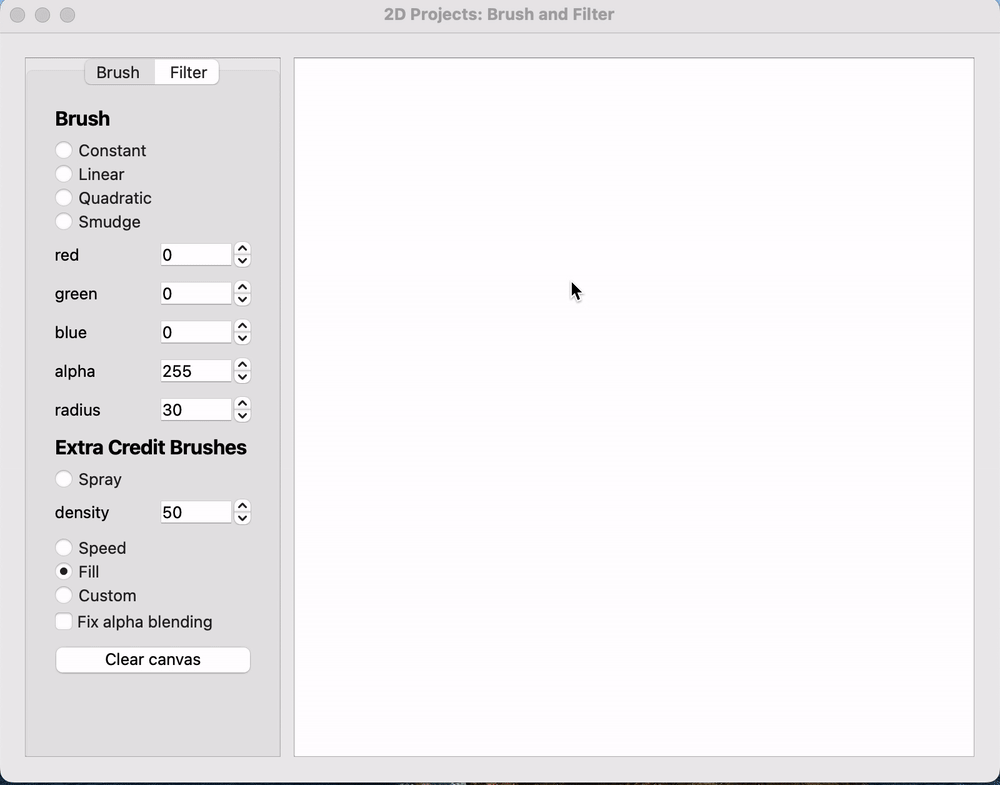 2D Projects: Brush and Filter
Brush Filter
Brush
Constant
Linear
Quadratic
Smudge
red 0
green 0
blue 0
alpha 255
radius 30
Extra Credit Brushes
Spray
density 50
Speed
Fill
Custom
Fix alpha blending
Clear canvas